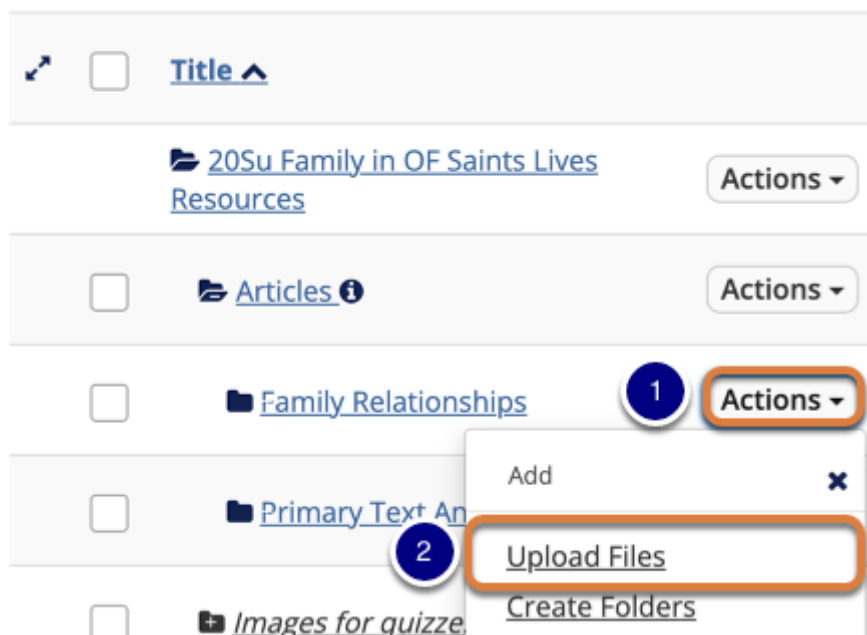 Title
20Su Family in OF Saints Lives
Resources
Actions
Articles
Actions
Family Relationships
1
Actions
Add
Primary Text An
2
Upload Files
Images for quizze
Create Folders